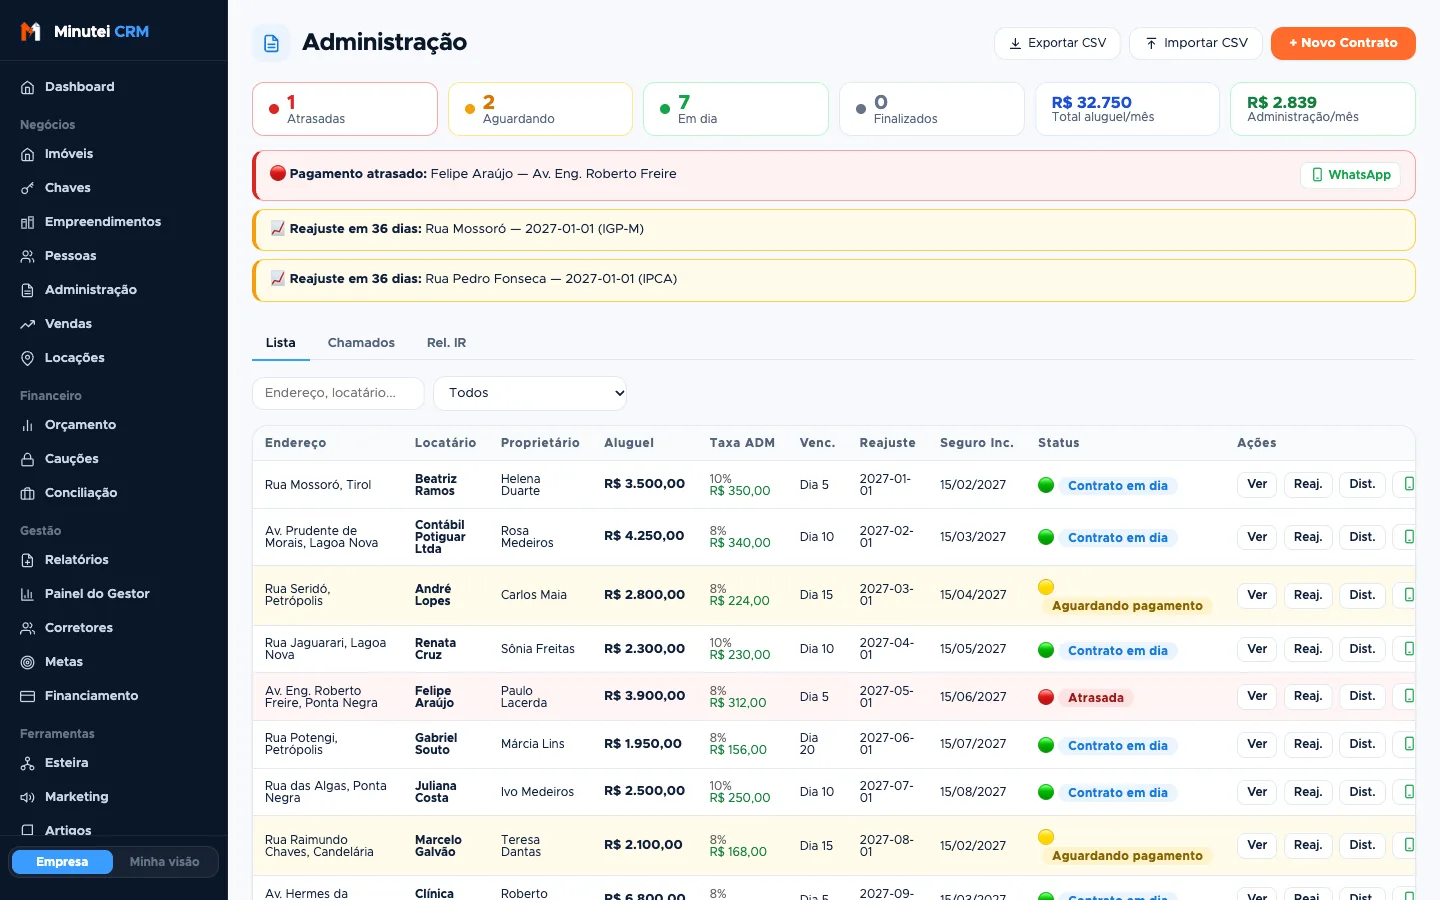 Minutei CRM
Dashboard
Negócios
Imóveis
Chaves
Empreendimentos
Pessoas
Administração
Vendas
Locações
Financeiro
Orçamento
Cauções
Conciliação
Gestão
Relatórios
Painel do Gestor
Corretores
Metas
Financiamento
Ferramentas
Esteira
Marketing
Artigos
Empresa Minha visão
Administração
Exportar CSV Importar CSV + Novo Contrato
1 Atrasadas
2 Aguardando
7 Em dia
0 Finalizados
R$ 32.750 Total aluguel/mês
R$ 2.839 Administração/mês
Pagamento atrasado: Felipe Araújo — Av. Eng. Roberto Freire WhatsApp
Reajuste em 36 dias: Rua Mossoró — 2027-01-01 (IGP-M)
Reajuste em 36 dias: Rua Pedro Fonseca — 2027-01-01 (IPCA)
Lista Chamados Rel. IR
Endereço, locatário... Todos
Endereço Locatário Proprietário Aluguel Taxa ADM Venc. Reajuste Seguro Inc. Status Ações
Rua Mossoró, Tirol Beatriz Ramos Helena Duarte R$ 3.500,00 10% R$ 350,00 Dia 5 2027-01-01 15/02/2027 Contrato em dia Ver Reaj. Dist.
Av. Prudente de Morais, Lagoa Nova Contábil Potiguar Ltda Rosa Medeiros R$ 4.250,00 8% R$ 340,00 Dia 10 2027-02-01 15/03/2027 Contrato em dia Ver Reaj. Dist.
Rua Seridó, Petrópolis André Lopes Carlos Maia R$ 2.800,00 8% R$ 224,00 Dia 15 2027-03-01 15/04/2027 Aguardando pagamento Ver Reaj. Dist.
Rua Jaguarari, Lagoa Nova Renata Cruz Sônia Freitas R$ 2.300,00 10% R$ 230,00 Dia 10 2027-04-01 15/05/2027 Contrato em dia Ver Reaj. Dist.
Av. Eng. Roberto Freire, Ponta Negra Felipe Araújo Paulo Lacerda R$ 3.900,00 8% R$ 312,00 Dia 5 2027-05-01 15/06/2027 Atrasada Ver Reaj. Dist.
Rua Potengi, Petrópolis Gabriel Souto Márcia Lins R$ 1.950,00 8% R$ 156,00 Dia 20 2027-06-01 15/07/2027 Contrato em dia Ver Reaj. Dist.
Rua das Algas, Ponta Negra Juliana Costa Ivo Medeiros R$ 2.500,00 10% R$ 250,00 Dia 10 2027-07-01 15/08/2027 Contrato em dia Ver Reaj. Dist.
Rua Raimundo Chaves, Candelária Marcelo Galvão Teresa Dantas R$ 2.100,00 8% R$ 168,00 Dia 15 2027-08-01 15/02/2027 Aguardando pagamento Ver Reaj. Dist.
Av. Hermes da Clínica Roberto R$ 6.800,00 8% Dia 5 2027-09- 15/03/2027 Contrato em dia Ver Reaj. Dist.